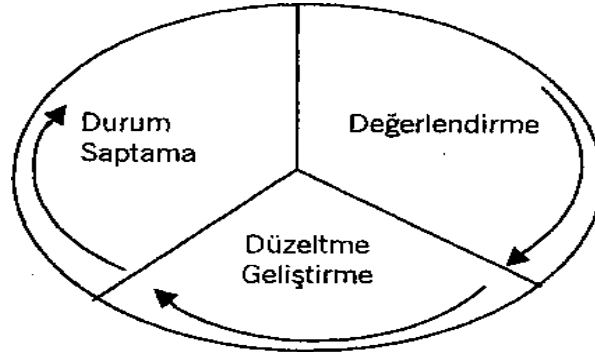 Durum
Saptama
Değerlendirme
Düzeltme
Geliştirme